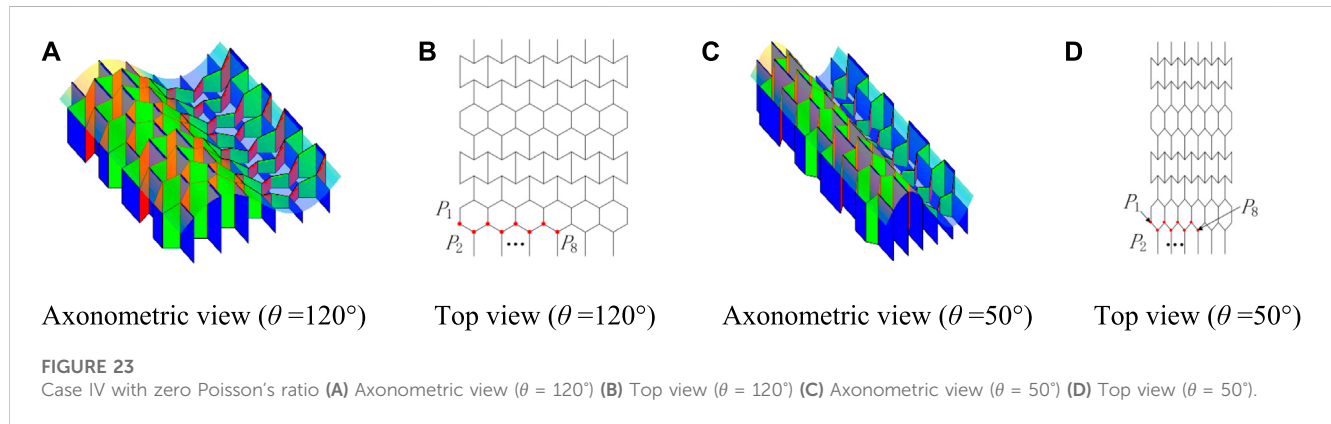 A B C D
P1
P2 ••• P8
P1
P8
P2 •••
Axonometric view (θ =120°) Top view (θ =120°) Axonometric view (θ =50°) Top view (θ =50°)
FIGURE 23
Case IV with zero Poisson's ratio (A) Axonometric view (θ = 120°) (B) Top view (θ = 120°) (C) Axonometric view (θ = 50°) (D) Top view (θ = 50°).